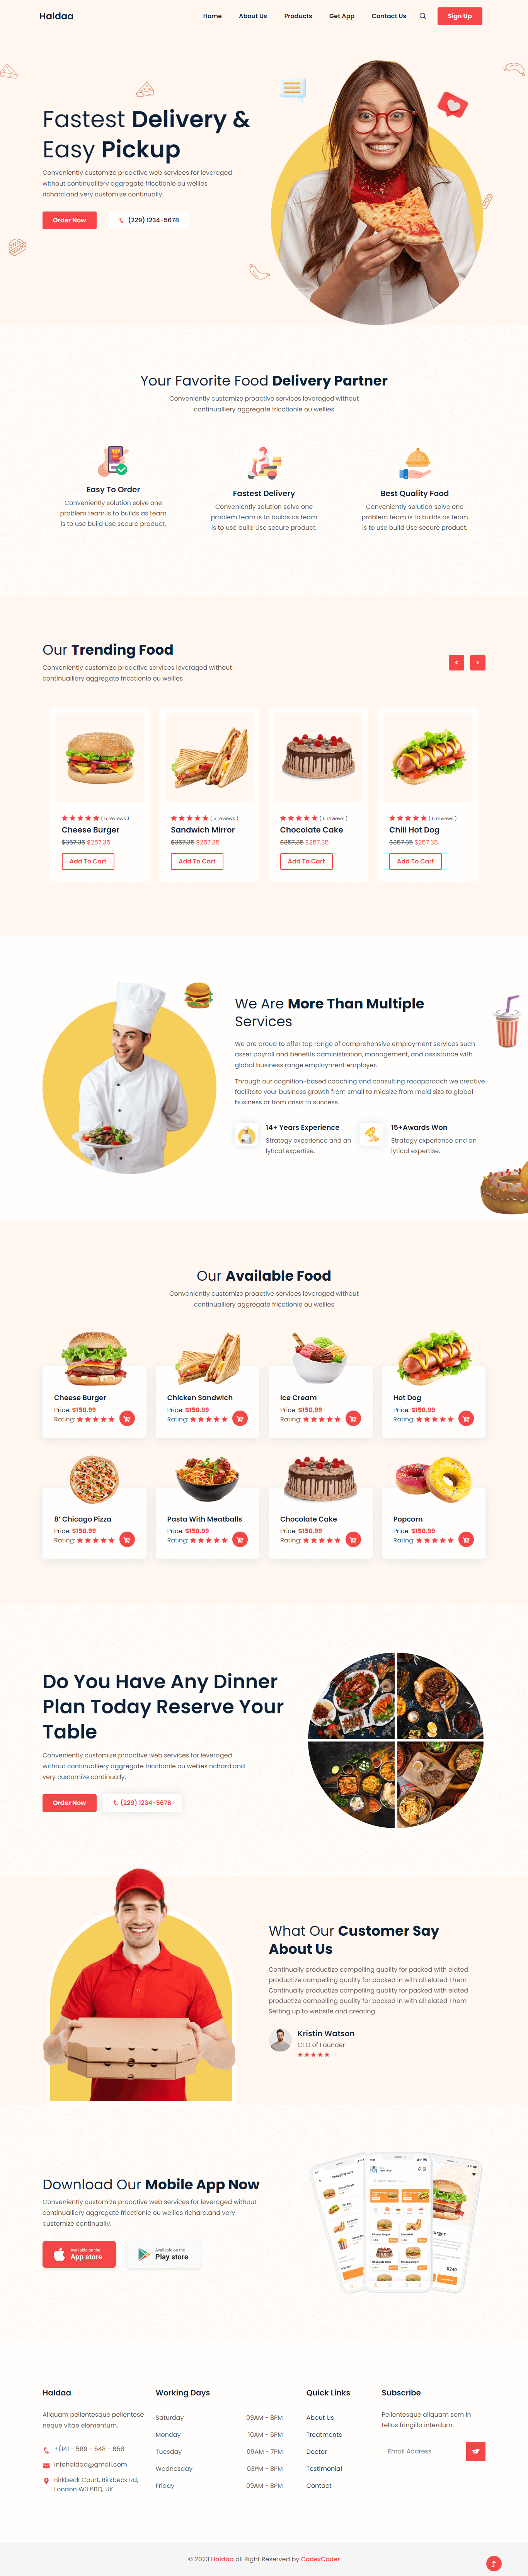 Haldaa
Home About Us Products Get App Contact Us Sign Up
Fastest Delivery &
Easy Pickup
Conveniently customize proactive web services for leveraged
without continualliery aggregate frictionle ou wellies
richard.and very customize continually.
Order Now (229) 1234-5678
Your Favorite Food Delivery Partner
Conveniently customize proactive services leveraged without
continualliery aggregate fricctionle ou wellies
Easy To Order
Conveniently solution solve one
problem team is to builds as team
is to use build Use secure product.
Fastest Delivery
Conveniently solution solve one
problem team is to builds as team
is to use build Use secure product.
Best Quality Food
Conveniently solution solve one
problem team is to builds as team
is to use build Use secure product.
Our Trending Food
Conveniently customize proactive services leveraged without
continualliery aggregate fricctionle ou wellies
( 5 reviews )
Cheese Burger
$357.35 $257.35
Add To Cart
( 5 reviews )
Sandwich Mirror
$357.35 $257.35
Add To Cart
( 5 reviews )
Chocolate Cake
$357.35 $257.35
Add To Cart
( 5 reviews )
Chili Hot Dog
$357.35 $257.35
Add To Cart
We Are More Than Multiple
Services
We are proud to offer top range of comprehensive employment services such
asser payroll and benefits administration, management, and assistance with
global business range employment employer.
Through our cognition-based coaching and consulting racopproach we creative
facilitate your business growth from small to midsize from meid size to global
business or from crisis to success.
14+ Years Experience
Strategy experience and an
lytical expertise.
15+Awards Won
Strategy experience and an
lytical expertise.
Our Available Food
Conveniently customize proactive services leveraged without
continualliery aggregate fricctionle ou wellies
Cheese Burger
Price: $150.99
Rating:
Chicken Sandwich
Price: $150.99
Rating:
Ice Cream
Price: $150.99
Rating:
Hot Dog
Price: $150.99
Rating:
8' Chicago Pizza
Price: $150.99
Rating:
Pasta With Meatballs
Price: $150.99
Rating:
Chocolate Cake
Price: $150.99
Rating:
Popcorn
Price: $150.99
Rating:
Do You Have Any Dinner
Plan Today Reserve Your
Table
Conveniently customize proactive web services for leveraged
without continualliery aggregate fricctionle ou wellies richard.and
very customize continually.
Order Now (229) 1234-5678
What Our Customer Say
About Us
Continually productize compelling quality for packed with elated
productize compelling quality for packed in with all elated Them
Continually productize compelling quality for packed with elated
productize compelling quality for packed in with all elated Them
Setting up to website and creating
Kristin Watson
CEO of Founder
Download Our Mobile App Now
Conveniently customize proactive web services for leveraged without
continualliery aggregate fricctionle ou wellies richard.and very
customize continually.
Available on the
App store
Available on the
Play store
Shopping Cart
urger
$240
Haldaa
Aliquam pellentesque pellentese
neque vitae elementum.
+(141 - 589 - 548 - 656
infohaldaa@gmail.com
Birkbeck Court, Birkbeck Rd,
London W3 6BQ, UK
Working Days
Saturday 09AM - 8PM
Monday 10AM - 6PM
Tuesday 09AM - 7PM
Wednesday 03PM - 8PM
Friday 09AM - 8PM
Quick Links
About Us
Treatments
Doctor
Testimonial
Contact
Subscribe
Pellentesque aliquam sem in
tellus fringilla interdum.
Email Address
© 2023 Haldaa all Right Reserved by CodexCoder